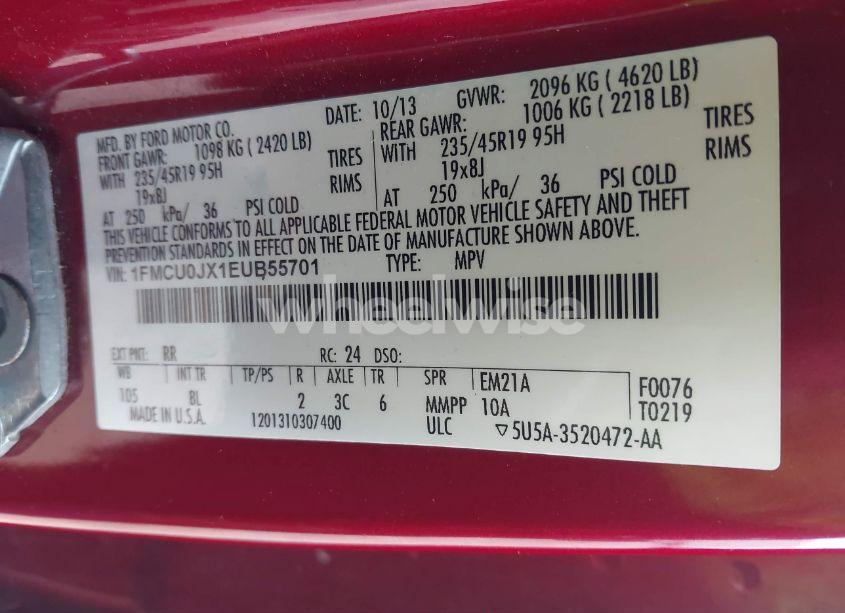 MFD. BY FORD MOTOR CO. DATE: 10/13 GVWR: 2096 KG ( 4620 LB)
FRONT GAWR: 1098 KG ( 2420 LB) REAR GAWR: 1006 KG ( 2218 LB)
WITH 235/45R19 95H TIRES WITH 235/45R19 95H TIRES
19x8J RIMS 19x8J RIMS
AT 250 kPa/ 36 PSI COLD AT 250 kPa/ 36 PSI COLD
THIS VEHICLE CONFORMS TO ALL APPLICABLE FEDERAL MOTOR VEHICLE SAFETY AND THEFT
PREVENTION STANDARDS IN EFFECT ON THE DATE OF MANUFACTURE SHOWN ABOVE.
VIN: 1FMCU0JX1EUB55701 TYPE: MPV
wheelwise
EXT PNT: RR RC: 24 DSO:
WB INT TR TP/PS R AXLE TR SPR EM21A F0076
105 8L 2 3C 6 MMPP 10A T0219
MADE IN U.S.A. 1201310307400 ULC ▽5U5A-3520472-AA